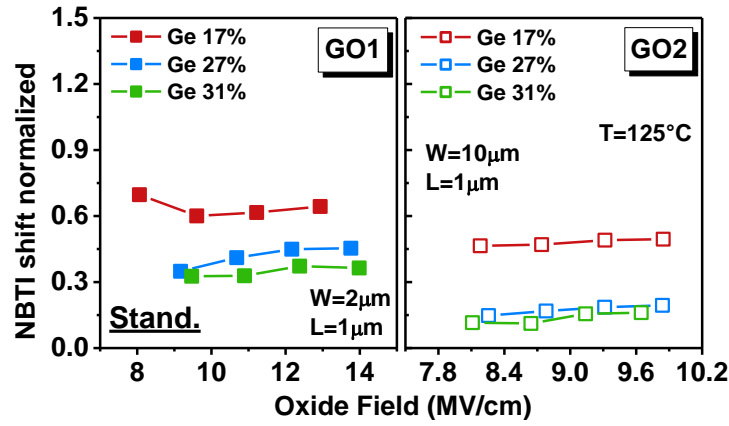 NBTI shift normalized
1.5
1.2
0.9
0.6
0.3
0.0
Ge 17%
Ge 27%
Ge 31%
GO1
Stand.
W=2μm
L=1μm
8 10 12 14
Ge 17%
Ge 27%
Ge 31%
GO2
T=125°C
W=10μm
L=1μm
7.8 8.4 9.0 9.6 10.2
Oxide Field (MV/cm)